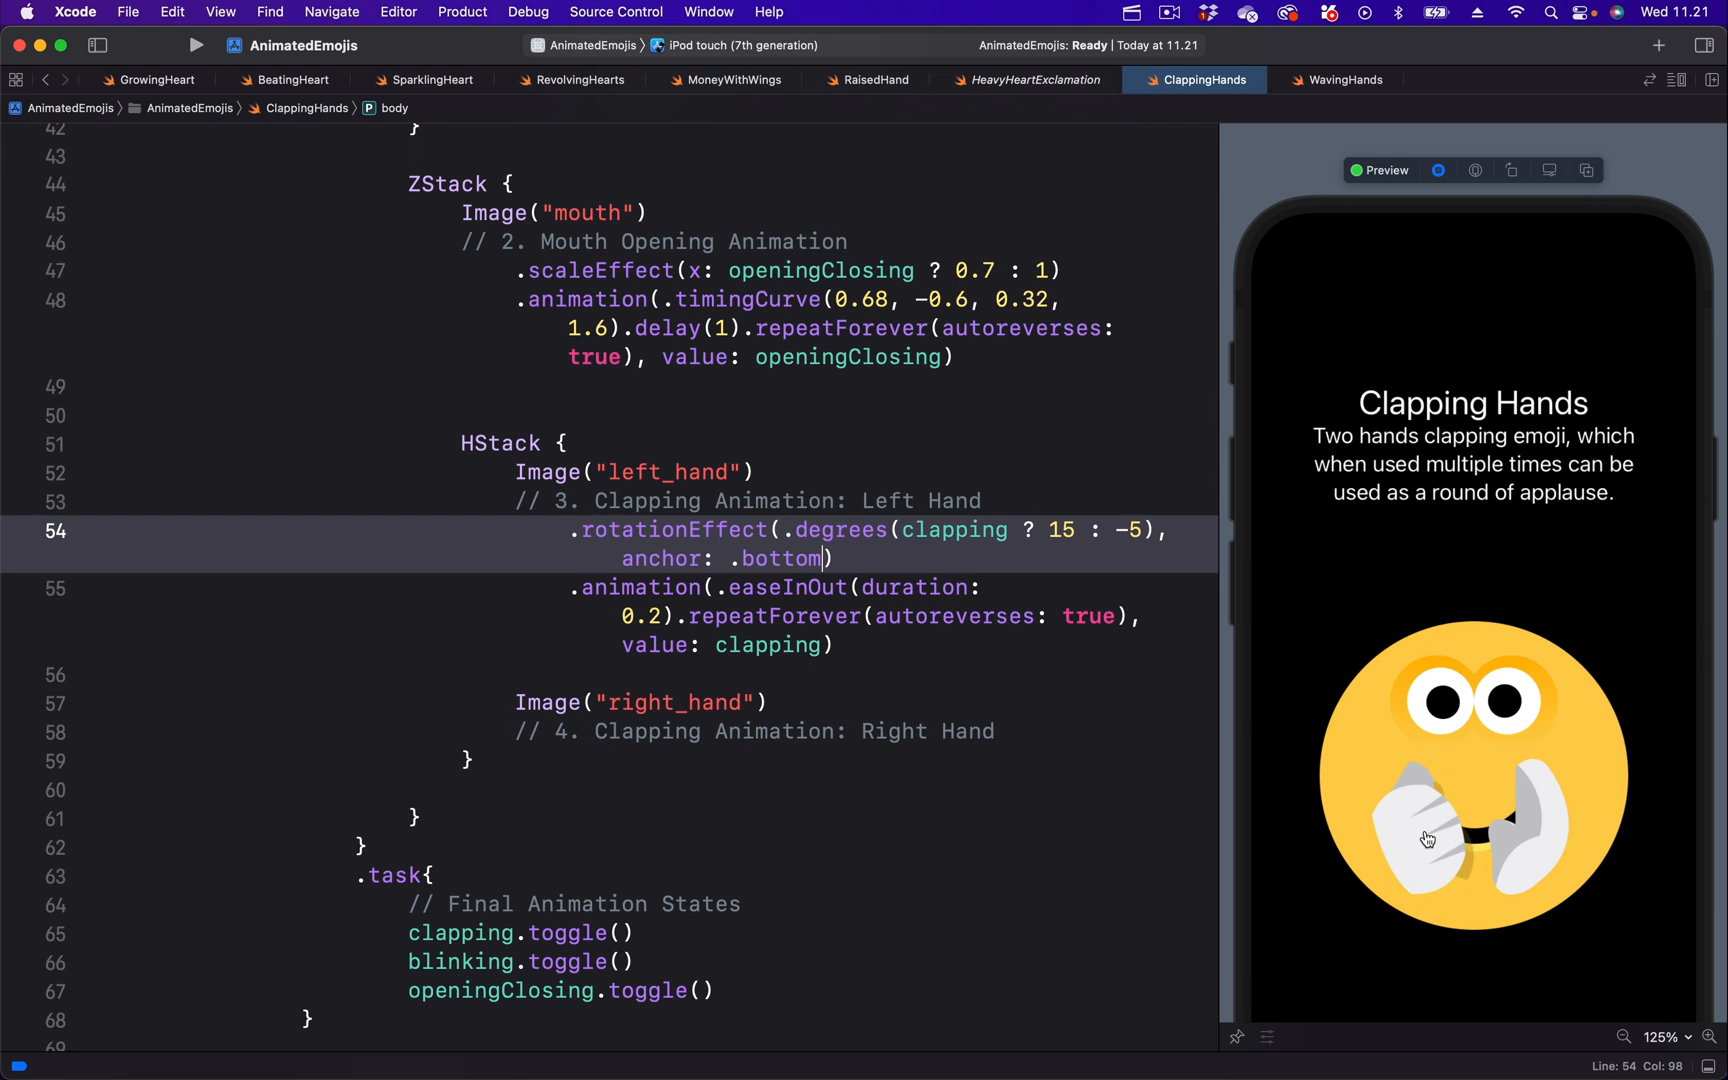 Xcode File Edit View Find Navigate Editor Product Debug Source Control Window Help Wed 11.21
AnimatedEmojis AnimatedEmojis 〉 iPod touch (7th generation) AnimatedEmojis: Ready | Today at 11.21
GrowingHeart BeatingHeart SparklingHeart RevolvingHearts MoneyWithWings RaisedHand HeavyHeartExclamation ClappingHands WavingHands
AnimatedEmojis 〉 AnimatedEmojis 〉 ClappingHands 〉 P body
42 }
43
44 ZStack {
45 Image("mouth")
46 // 2. Mouth Opening Animation
47 .scaleEffect(x: openingClosing ? 0.7 : 1)
48 .animation(.timingCurve(0.68, -0.6, 0.32,
1.6).delay(1).repeatForever(autoreverses:
true), value: openingClosing)
49
50
51 HStack {
52 Image("left_hand")
53 // 3. Clapping Animation: Left Hand
54 .rotationEffect(.degrees(clapping ? 15 : -5),
anchor: .bottom)
55 .animation(.easeInOut(duration:
0.2).repeatForever(autoreverses: true),
value: clapping)
56
57 Image("right_hand")
58 // 4. Clapping Animation: Right Hand
59 }
60
61 }
62 }
63 .task{
64 // Final Animation States
65 clapping.toggle()
66 blinking.toggle()
67 openingClosing.toggle()
68 }
69
Preview
Clapping Hands
Two hands clapping emoji, which
when used multiple times can be
used as a round of applause.
125%
Line: 54 Col: 98